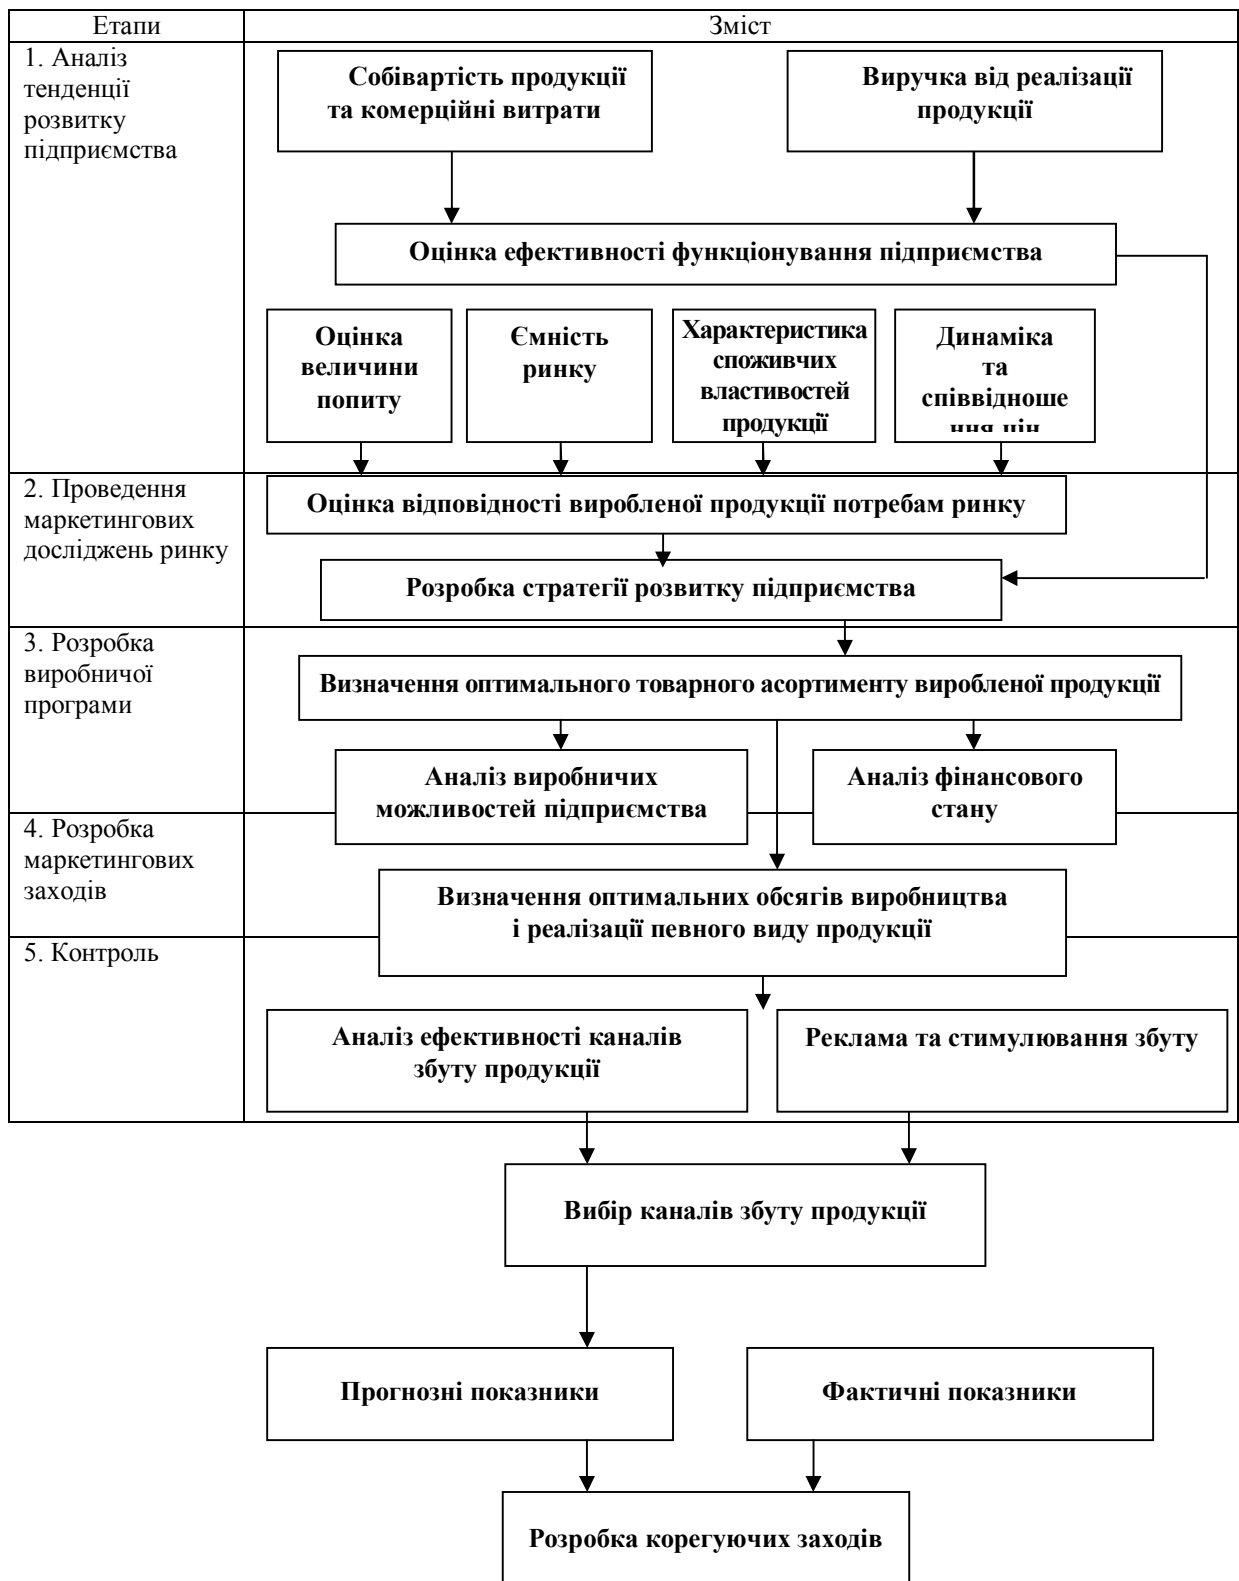 Етапи
Зміст
1. Аналіз
тенденції
розвитку
підприємства
Собівартість продукції
та комерційні витрати
Виручка від реалізації
продукції
Оцінка ефективності функціонування підприємства
Оцінка
величини
попиту
Ємність
ринку
Характеристика
споживчих
властивостей
продукції
Динаміка
та
співвідноше
ння цін
2. Проведення
маркетингових
досліджень ринку
Оцінка відповідності виробленої продукції потребам ринку
Розробка стратегії розвитку підприємства
3. Розробка
виробничої
програми
Визначення оптимального товарного асортименту виробленої продукції
Аналіз виробничих
можливостей підприємства
Аналіз фінансового
стану
4. Розробка
маркетингових
заходів
Визначення оптимальних обсягів виробництва
і реалізації певного виду продукції
5. Контроль
Аналіз ефективності каналів
збуту продукції
Реклама та стимулювання збуту
Вибір каналів збуту продукції
Прогнозні показники
Фактичні показники
Розробка корегуючих заходів